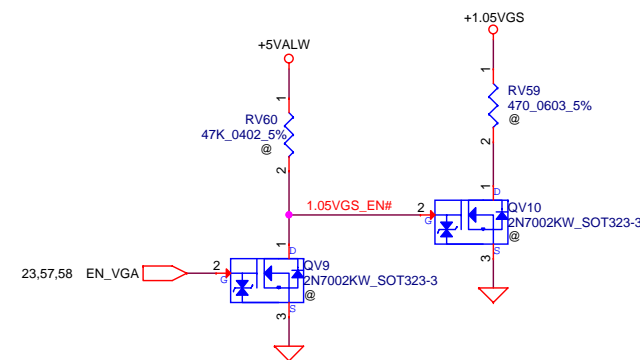 +1.05VGS
+5VALW
1
RV59
470_0603_5%
@
2
1
RV60
47K_0402_5%
@
2
1.05VGS_EN#
2
G
1
D
QV10
2N7002KW_SOT323-3
@
S
3
23,57,58 EN_VGA
2
G
1
D
QV9
2N7002KW_SOT323-3
@
S
3